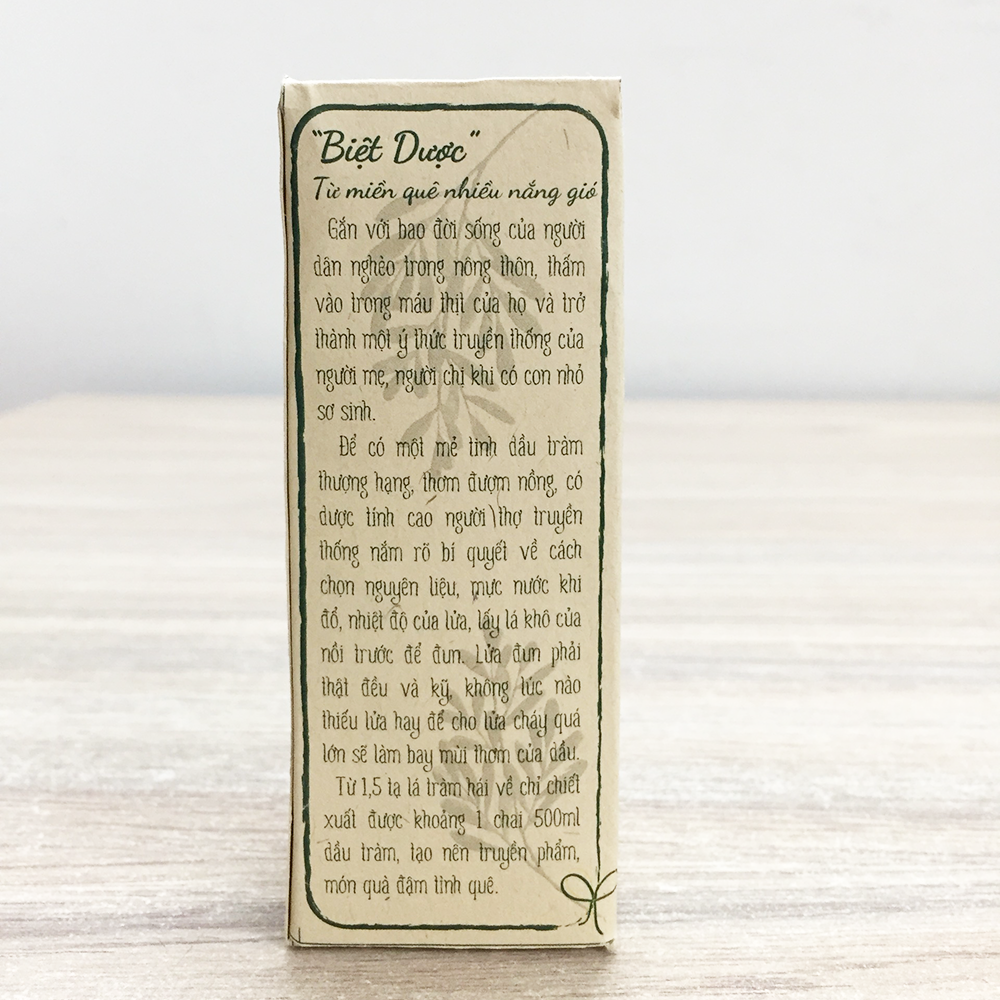 "Biệt Dược"
Từ miền quê nhiều nắng gió
Gắn với bao đời sống của người
dân nghèo trong nông thôn, thấm
vào trong máu thịt của họ và trở
thành một ý thức truyền thống của
người mẹ, người chị khi có con nhỏ
sơ sinh.
Để có một mẻ tinh dầu tràm
thượng hạng, thơm đượm nồng, có
dược tính cao người thợ truyền
thống nắm rõ bí quyết về cách
chọn nguyên liệu, mực nước khi
đổ, nhiệt độ của lửa, lấy lá khô của
nồi trước để đun. Lửa đun phải
thật đều và kỹ, không lúc nào
thiếu lửa hay để cho lửa cháy quá
lớn sẽ làm bay mùi thơm của dầu.
Từ 1,5 tạ lá tràm hái về chỉ chiết
xuất được khoảng 1 chai 500ml
dầu tràm, tạo nên truyền phẩm,
món quà đậm tình quê.